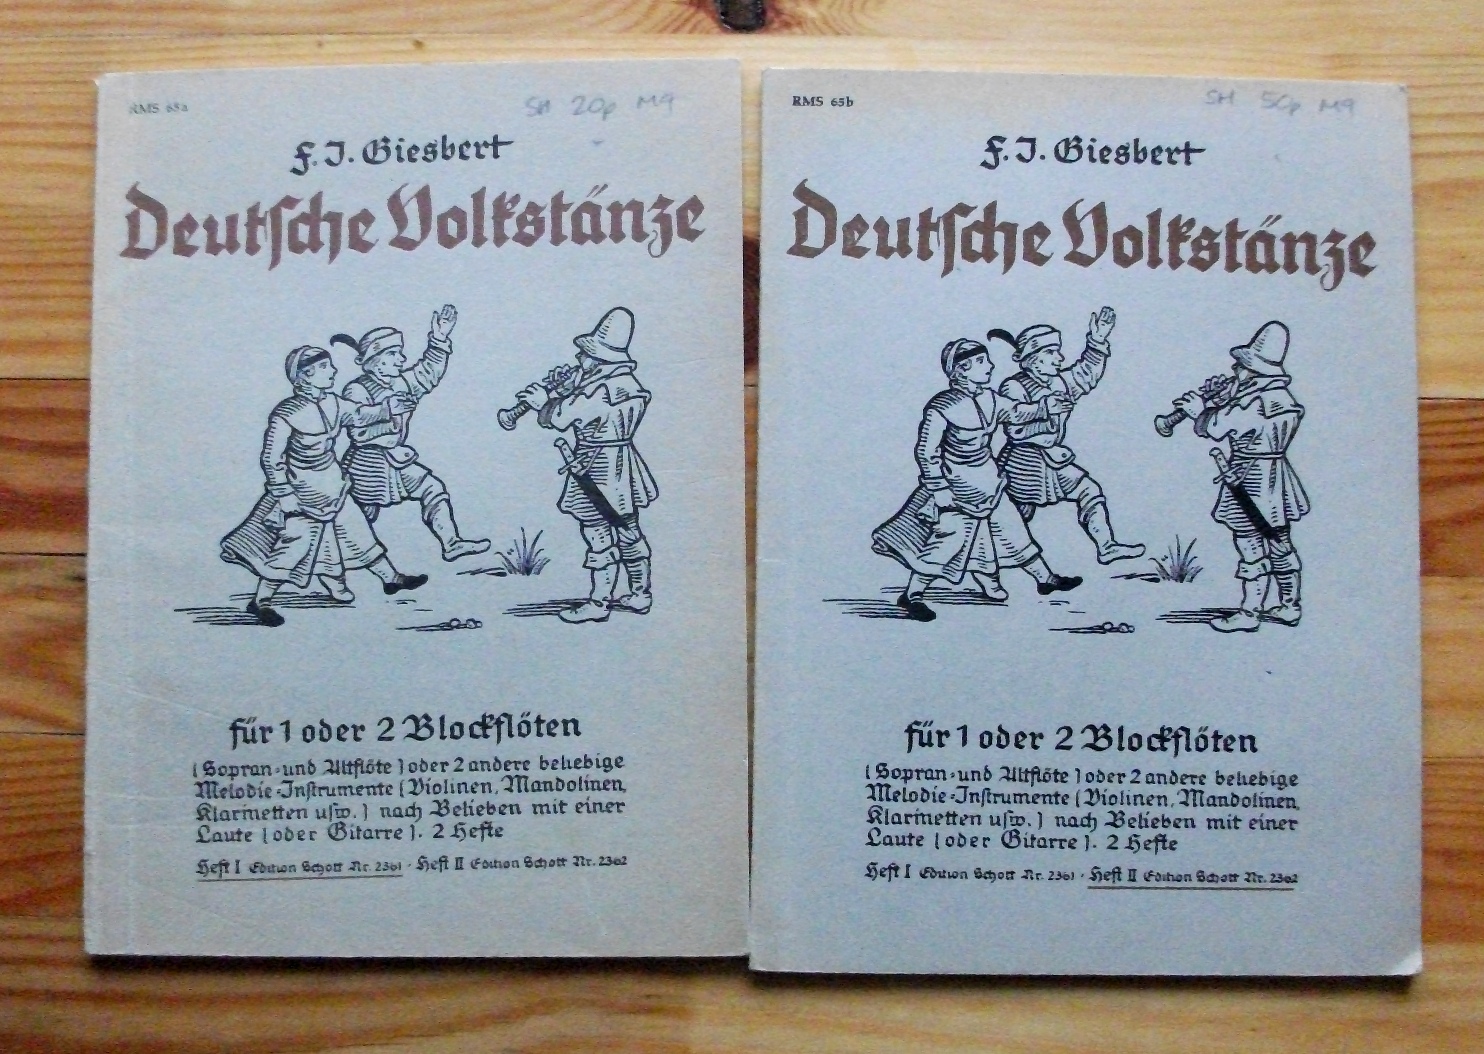 RMS 65a
SH 20p M9
F. J. Giesbert
Deutſche Volkstänze
für 1 oder 2 Blockflöten
(Sopran- und Altflöte) oder 2 andere beliebige
Melodie-Inſtrumente (Violinen, Mandolinen,
Klarinetten uſw.) nach Belieben mit einer
Laute (oder Gitarre). 2 Hefte
Heft I Edition Schott Nr. 2361 · Heft II Edition Schott Nr. 2362
RMS 65b
SH 50p M9
F. J. Giesbert
Deutſche Volkstänze
für 1 oder 2 Blockflöten
(Sopran- und Altflöte) oder 2 andere beliebige
Melodie-Inſtrumente (Violinen, Mandolinen,
Klarinetten uſw.) nach Belieben mit einer
Laute (oder Gitarre). 2 Hefte
Heft I Edition Schott Nr. 2361 · Heft II Edition Schott Nr. 2362